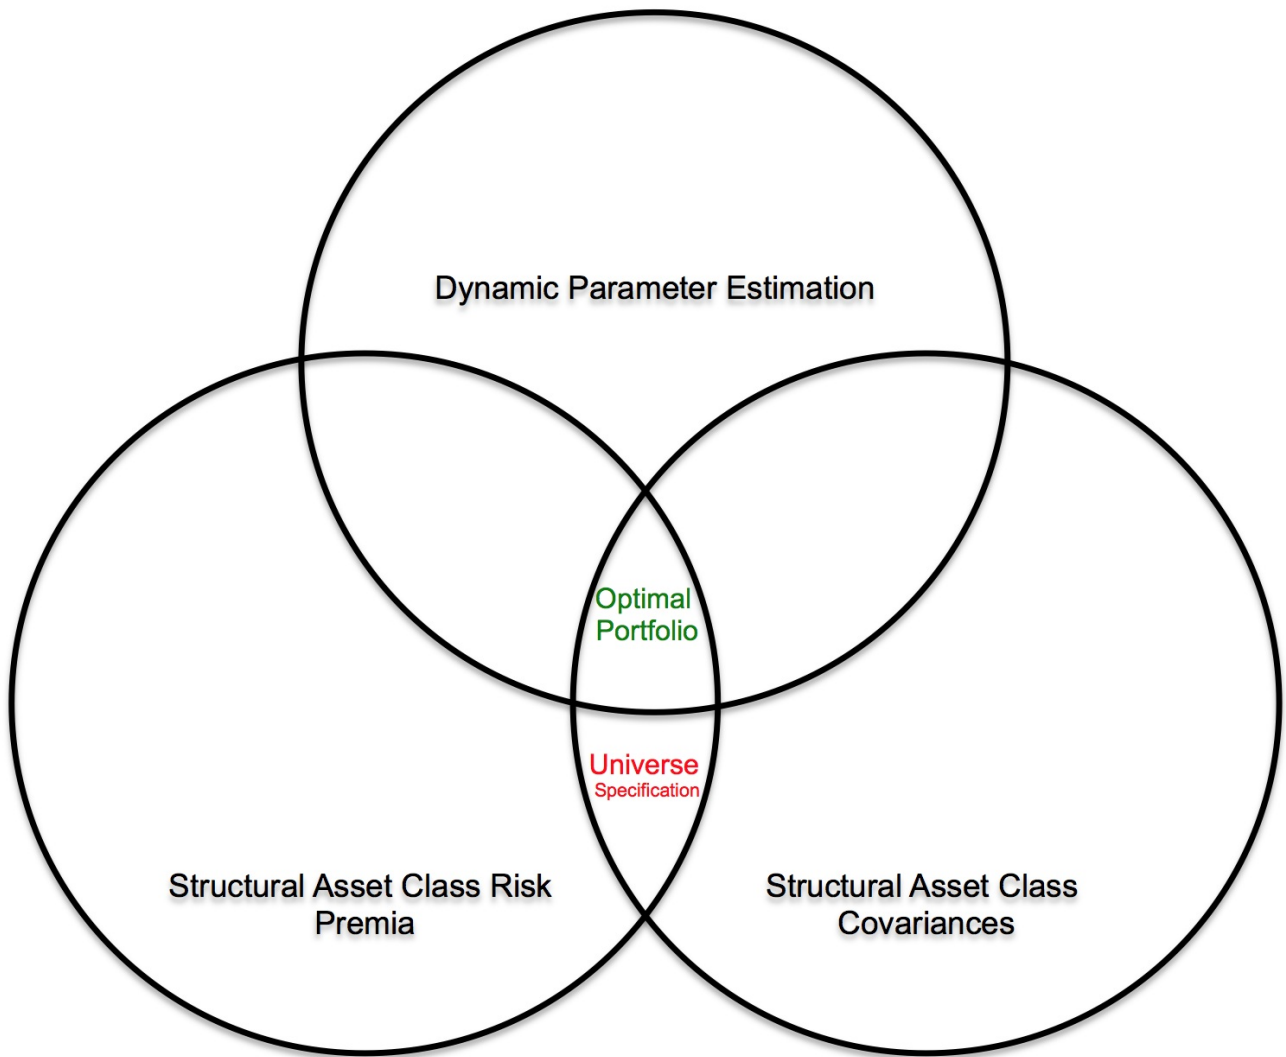 Dynamic Parameter Estimation
Optimal
Portfolio
Universe
Specification
Structural Asset Class Risk
Premia
Structural Asset Class
Covariances